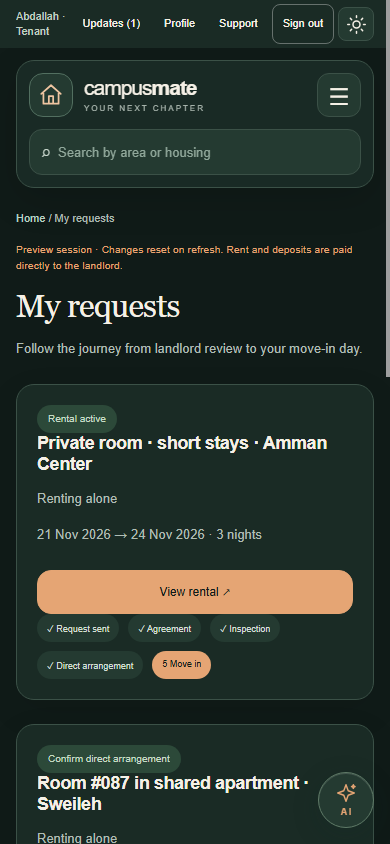 Abdallah ·
Tenant
Updates (1)
Profile
Support
Sign out
campusmate
YOUR NEXT CHAPTER
Search by area or housing
Home / My requests
Preview session · Changes reset on refresh. Rent and deposits are paid
directly to the landlord.
My requests
Follow the journey from landlord review to your move-in day.
Rental active
Private room · short stays · Amman
Center
Renting alone
21 Nov 2026 → 24 Nov 2026 · 3 nights
View rental ↗
✓ Request sent
✓ Agreement
✓ Inspection
✓ Direct arrangement
5 Move in
Confirm direct arrangement
Room #087 in shared apartment ·
Sweileh
Renting alone
AI